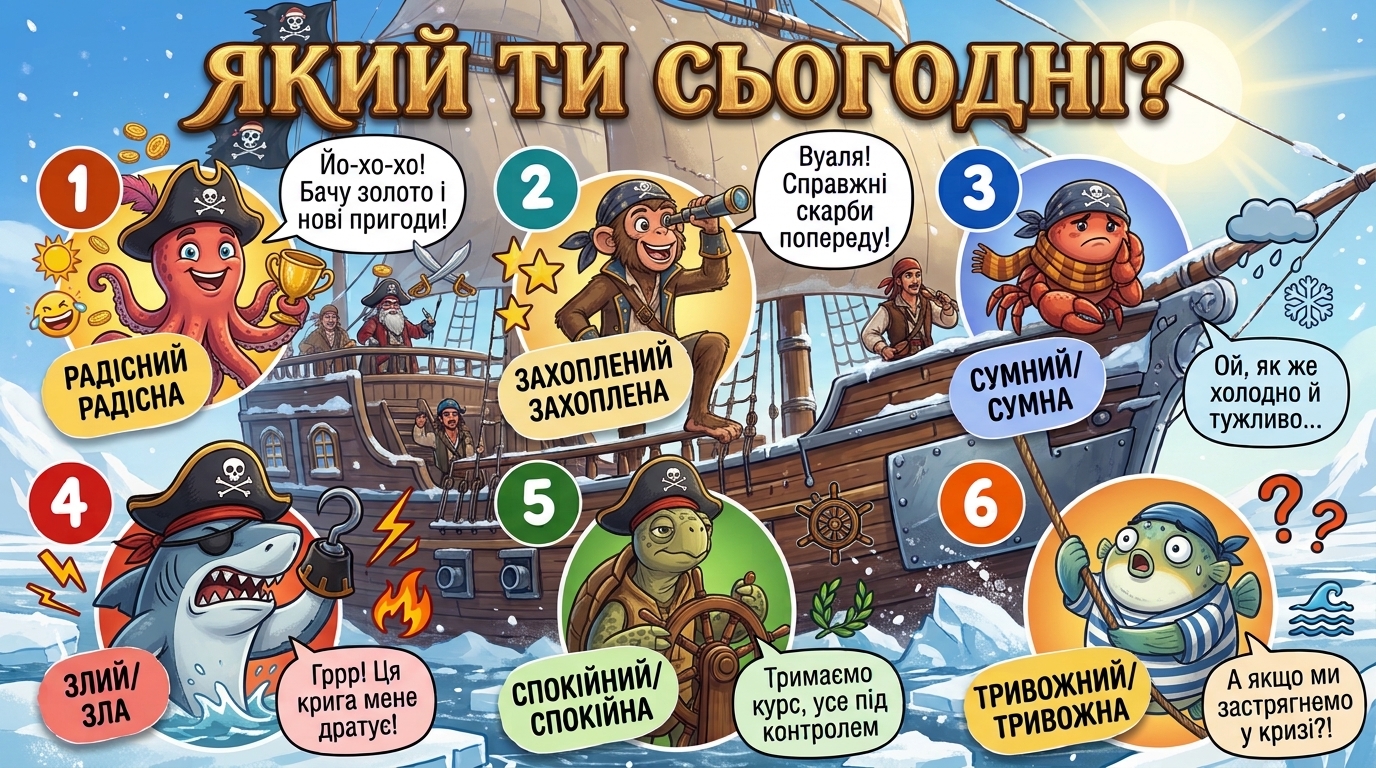 ЯКИЙ ТИ СЬОГОДНІ?
1
Йо-хо-хо!
Бачу золото і
нові пригоди!
РАДІСНИЙ
РАДІСНА
2
Вуаля!
Справжні
скарби
попереду!
ЗАХОПЛЕНИЙ
ЗАХОПЛЕНА
3
СУМНИЙ/
СУМНА
Ой, як же
холодно й
тужливо...
4
ЗЛИЙ/
ЗЛА
Гррр! Ця
крига мене
дратує!
5
СПОКІЙНИЙ/
СПОКІЙНА
Тримаємо
курс, усе під
контролем
6
ТРИВОЖНИЙ/
ТРИВОЖНА
??
А якщо ми
застрягнемо
у кризі?!